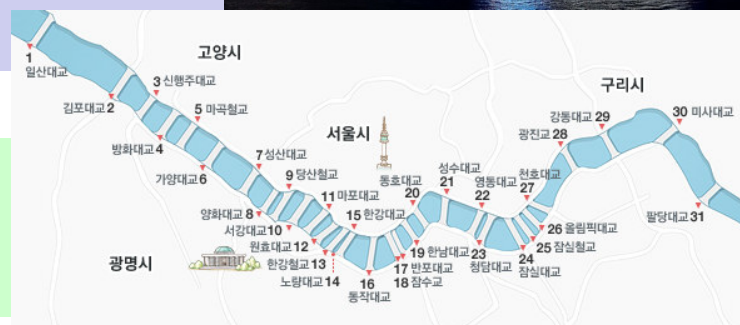 고양시
1
일산대교
김포대교 2
3 신행주대교
방화대교 4
5 마곡철교
가양대교 6
7 성산대교
양화대교 8
9 당산철교
서강대교 10
11 마포대교
원효대교 12
한강철교 13
노량대교 14
15 한강대교
16
동작대교
17 반포대교
18 잠수교
19 한남대교
동호대교
20
성수대교
21
영동대교
22
23
청담대교
24
잠실대교
25 잠실철교
26 올림픽대교
천호대교
27
광진교 28
강동대교 29
30 미사대교
팔당대교 31
서울시
구리시
광명시